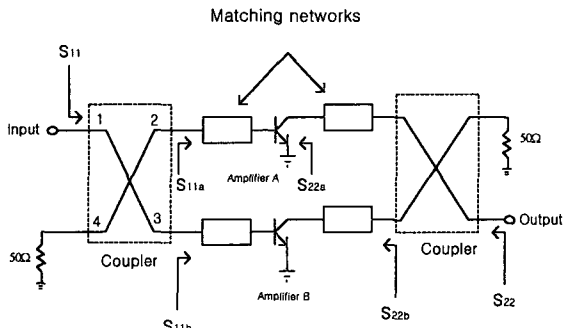 Matching networks
S11
Input
1
2
4
3
50Ω
Coupler
S11a
Amplifier A
S22a
S11b
Amplifier B
50Ω
Output
Coupler
S22b
S22